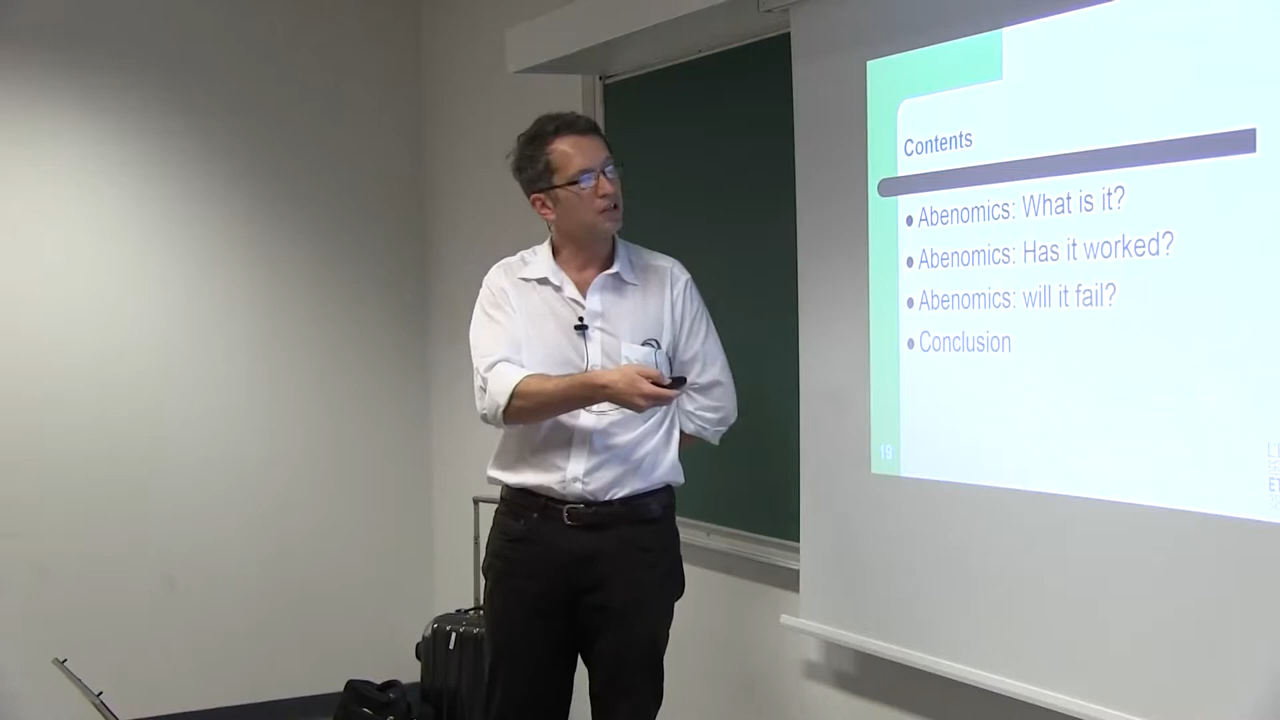 Contents
• Abenomics: What is it?
• Abenomics: Has it worked?
• Abenomics: will it fail?
• Conclusion
19